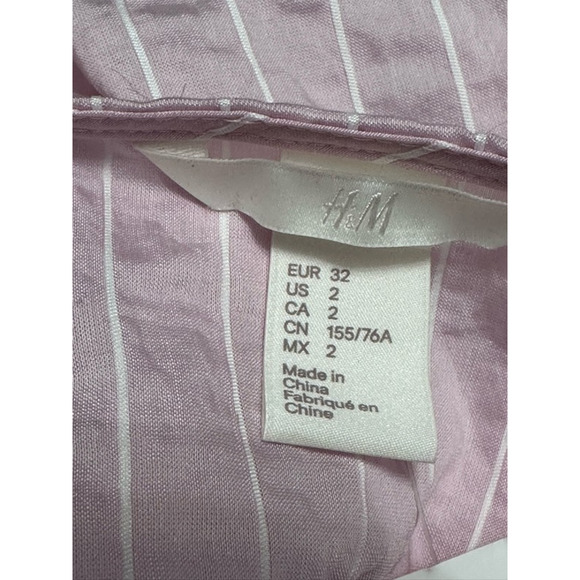 H&M
EUR 32
US 2
CA 2
CN 155/76A
MX 2
Made in
China
Fabriqué en
Chine